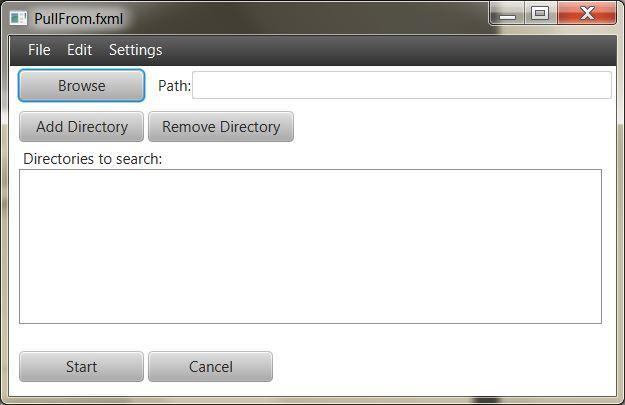 PullFrom.fxml
File Edit Settings
Browse Path:
Add Directory Remove Directory
Directories to search:
Start Cancel